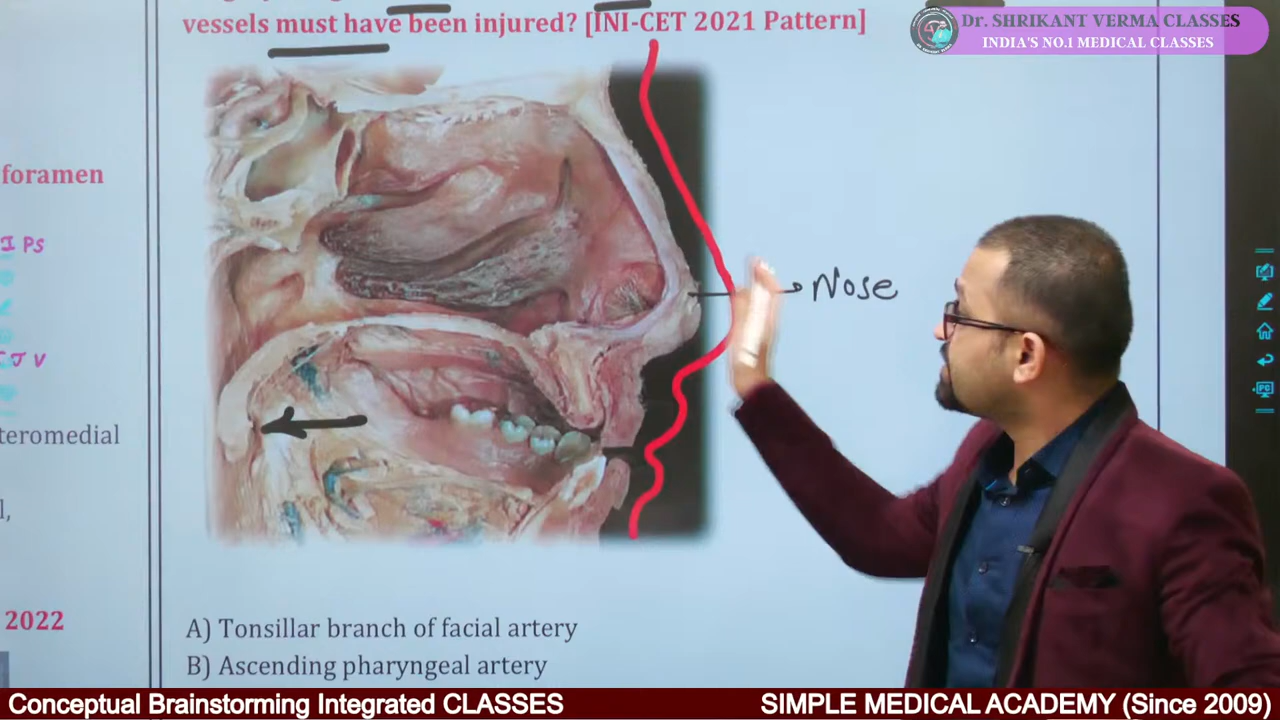 vessels must have been injured? [INI-CET 2021 Pattern]
Dr. SHRIKANT VERMA CLASSES
INDIA'S NO.1 MEDICAL CLASSES
foramen
I PS
Nose
J V
teromedial
l,
2022
A) Tonsillar branch of facial artery
B) Ascending pharyngeal artery
PC
Conceptual Brainstorming Integrated CLASSES
SIMPLE MEDICAL ACADEMY (Since 2009)